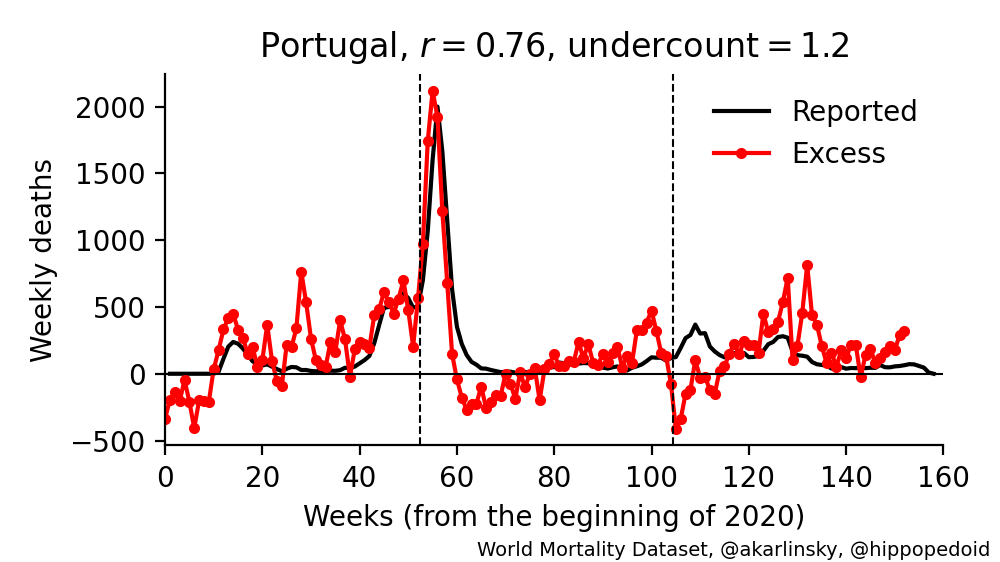 Portugal, r = 0.76, undercount = 1.2
Weekly deaths
2000
1500
1000
500
0
−500
Reported
Excess
0 20 40 60 80 100 120 140 160
Weeks (from the beginning of 2020)
World Mortality Dataset, @akarlinsky, @hippopedoid